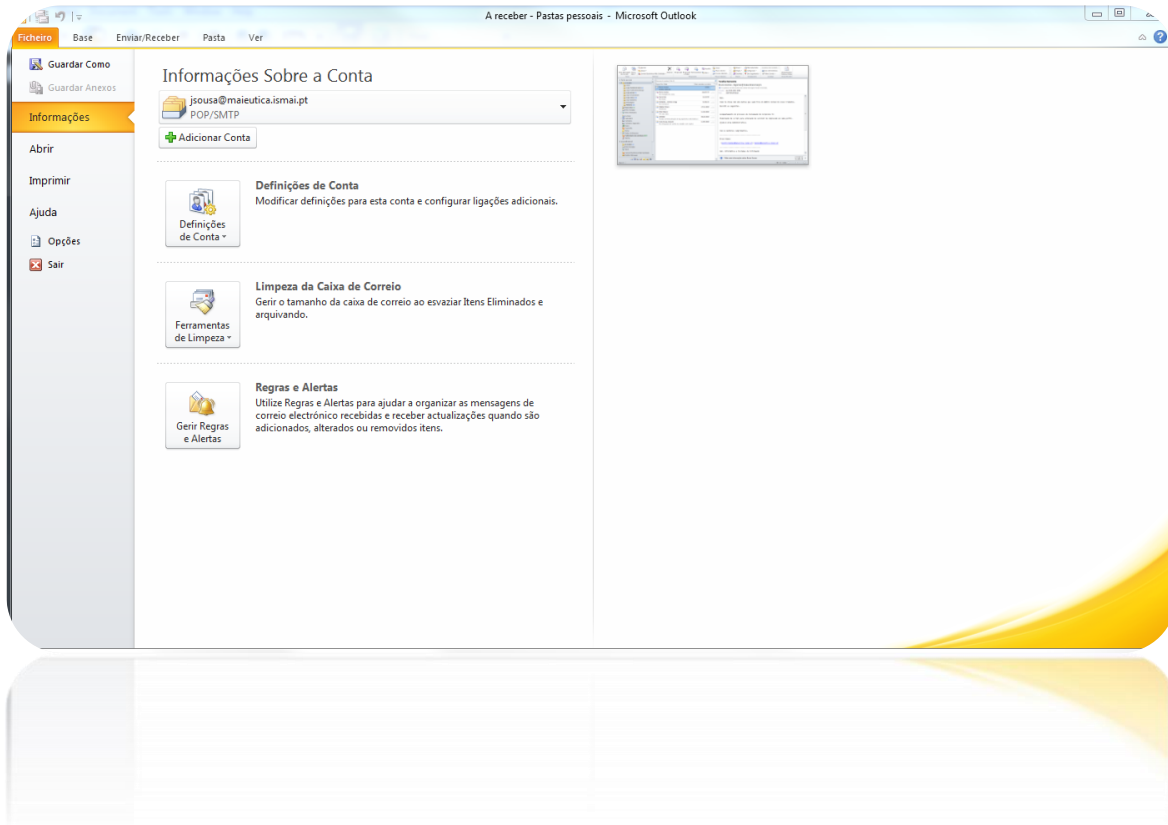 A receber - Pastas pessoais - Microsoft Outlook
Ficheiro Base Enviar/Receber Pasta Ver
Guardar Como
Guardar Anexos
Informações
Abrir
Imprimir
Ajuda
Opções
Sair
Informações Sobre a Conta
jsousa@maieutica.ismai.pt
POP/SMTP
Adicionar Conta
Definições de Conta
Modificar definições para esta conta e configurar ligações adicionais.
Definições
de Conta
Limpeza da Caixa de Correio
Gerir o tamanho da caixa de correio ao esvaziar Itens Eliminados e
arquivando.
Ferramentas
de Limpeza
Regras e Alertas
Utilize Regras e Alertas para ajudar a organizar as mensagens de
correio electrónico recebidas e receber actualizações quando são
adicionados, alterados ou removidos itens.
Gerir Regras
e Alertas